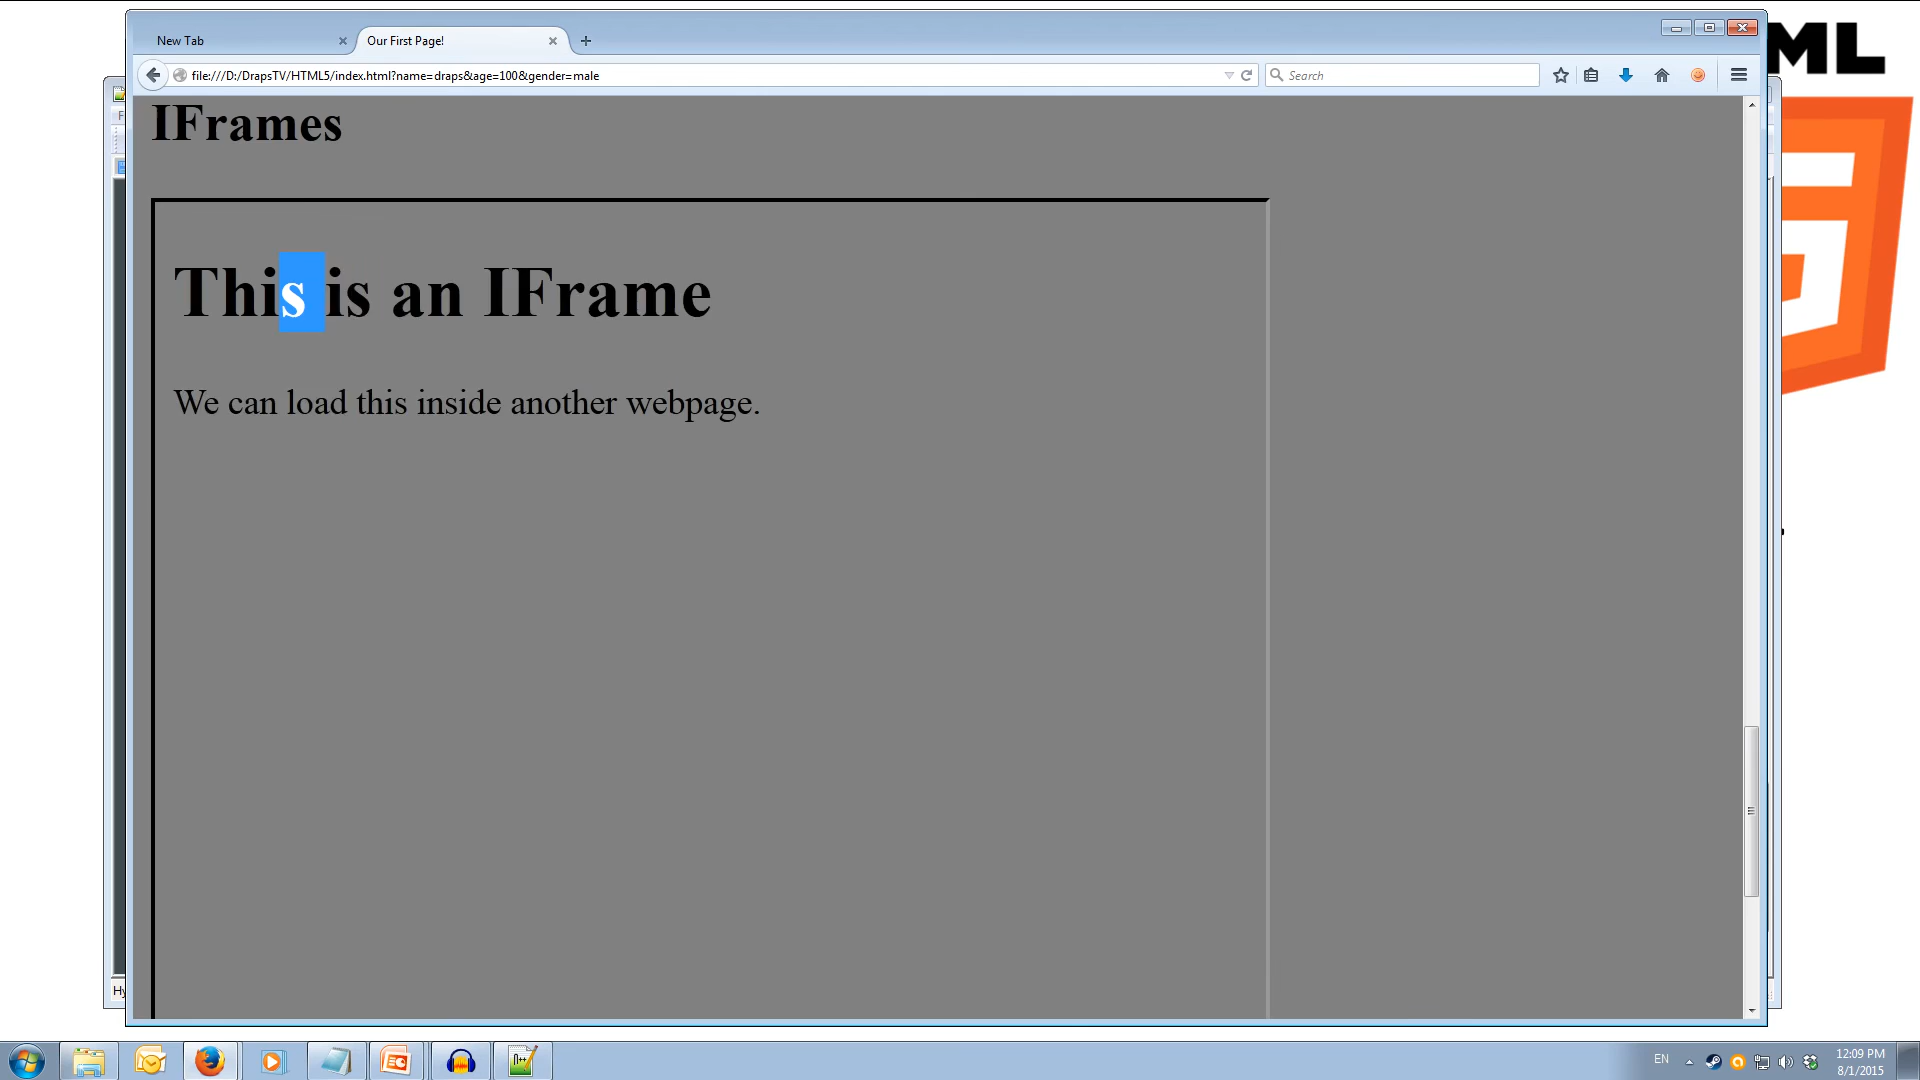 New Tab
Our First Page!
file:///D:/DrapsTV/HTML5/index.html?name=draps&age=100&gender=male
Search
ML
F
IFrames
This is an IFrame
We can load this inside another webpage.
Hy
EN
12:09 PM
8/1/2015